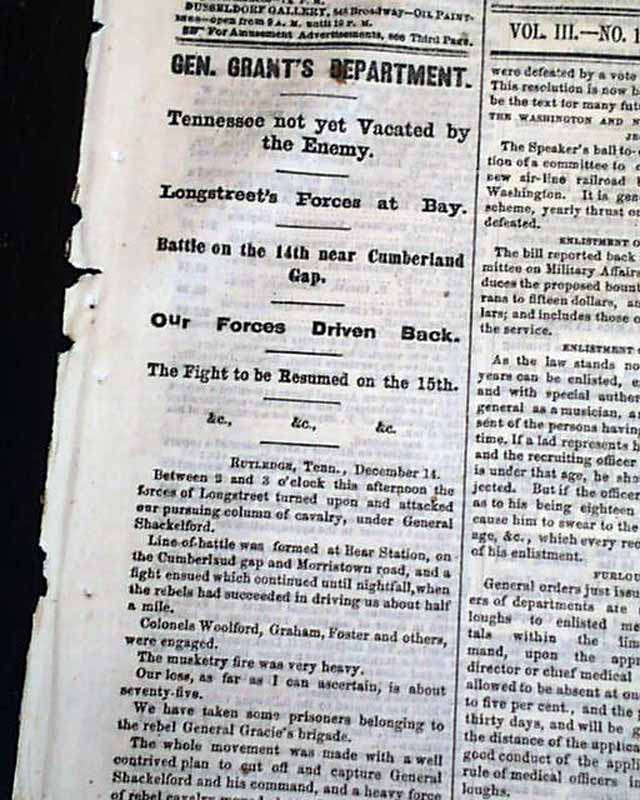 DUSSELDORF GALLERY, 548 Broadway—OIL PAINT-
INGS—open from 9 A. M. until 10 P. M.
For Amusement Advertisements, see Third Page.
GEN. GRANT'S DEPARTMENT.
Tennessee not yet Vacated by
the Enemy.
Longstreet's Forces at Bay.
Battle on the 14th near Cumberland
Gap.
Our Forces Driven Back.
The Fight to be Resumed on the 15th.
&c., &c., &c.
RUTLEDGE, Tenn., December 14.
Between 2 and 3 o'clock this afternoon the
forces of Longstreet turned upon and attacked
our pursuing column of cavalry, under General
Shackelford.
Line of battle was formed at Bear Station, on
the Cumberlaud gap and Morristown road, and a
fight ensued which continued until nightfall, when
the rebels had succeeded in driving us about half
a mile.
Colonels Woolford, Graham, Foster and others,
were engaged.
The musketry fire was very heavy.
Our loss, as far as I can ascertain, is about
seventy-five.
We have taken some prisoners belonging to
the rebel General Gracie's brigade.
The whole movement was made with a well
contrived plan to cut off and capture General
Shackelford and his command, and a heavy force
of rebel cavalry moved
VOL. III.—NO. 1
were defeated by a vote
This resolution is now b
be the text for many fut
THE WASHINGTON AND N
JE
The Speaker's ball-to-
tion of a committee to
new air-line railroad
Washington. It is gen
scheme, yearly thrust on
defeated.
ENLISTMENT O
The bill reported back
mittee on Military Affairs
duces the proposed bount
rans to fifteen dollars, an
lars; and includes those o
the service.
ENLISTMENT
As the law stands no
years can be enlisted, e
and with special author
general as a musician, a
sent of the persons having
time. If a lad represents h
and the recruiting officer
is under that age, he sha
jected. But if the officer
as to his being eighteen
cause him to swear to the
age, &c., which every rec
of his enlistment.
FURLOU
General orders just issu
ers of departments are
loughs to enlisted me
tals within the lim
mand, upon the appl
director or chief medical
allowed to be absent at on
to five per cent., and the
thirty days, and will be g
the distance of the applica
good conduct of the appli
rule of medical officers i
loughs.